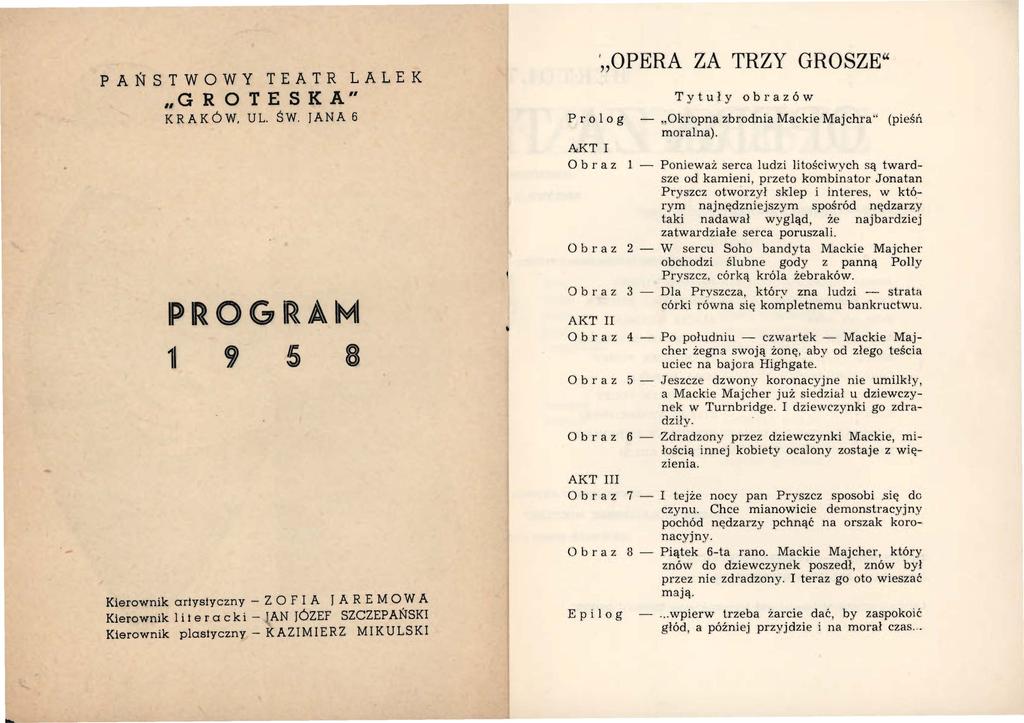 PAŃSTWOWY TEATR LALEK
„GROTESKA"
KRAKÓW, UL. ŚW. JANA 6
PROGRAM
1958
Kierownik artystyczny – ZOFIA JAREMOWA
Kierownik literacki – JAN JÓZEF SZCZEPAŃSKI
Kierownik plastyczny – KAZIMIERZ MIKULSKI
„OPERA ZA TRZY GROSZE“
Tytuły obrazów
Prolog — „Okropna zbrodnia Mackie Majchra“ (pieśń
moralna).
AKT I
Obraz 1 — Ponieważ serca ludzi litościwych są tward-
sze od kamieni, przeto kombinator Jonatan
Pryszcz otworzył sklep i interes, w któ-
rym najnędzniejszym spośród nędzarzy
taki nadawał wygląd, że najbardziej
zatwardziałe serca poruszali.
Obraz 2 — W sercu Soho bandyta Mackie Majcher
obchodzi ślubne gody z panną Polly
Pryszcz, córką króla żebraków.
Obraz 3 — Dla Pryszcza, który zna ludzi — strata
córki równa się kompletnemu bankructwu.
AKT II
Obraz 4 — Po południu — czwartek — Mackie Maj-
cher żegna swoją żonę, aby od złego teścia
uciec na bajora Highgate.
Obraz 5 — Jeszcze dzwony koronacyjne nie umilkły,
a Mackie Majcher już siedział u dziewczy-
nek w Turnbridge. I dziewczynki go zdra-
dziły.
Obraz 6 — Zdradzony przez dziewczynki Mackie, mi-
łością innej kobiety ocalony zostaje z wię-
zienia.
AKT III
Obraz 7 — I tejże nocy pan Pryszcz sposobi się do
czynu. Chce mianowicie demonstracyjny
pochód nędzarzy pchnąć na orszak koro-
nacyjny.
Obraz 8 — Piątek 6-ta rano. Mackie Majcher, który
znów do dziewczynek poszedł, znów był
przez nie zdradzony. I teraz go oto wieszać
mają.
Epilog — ...wpierw trzeba żarcie dać, by zaspokoić
głód, a później przyjdzie i na morał czas...